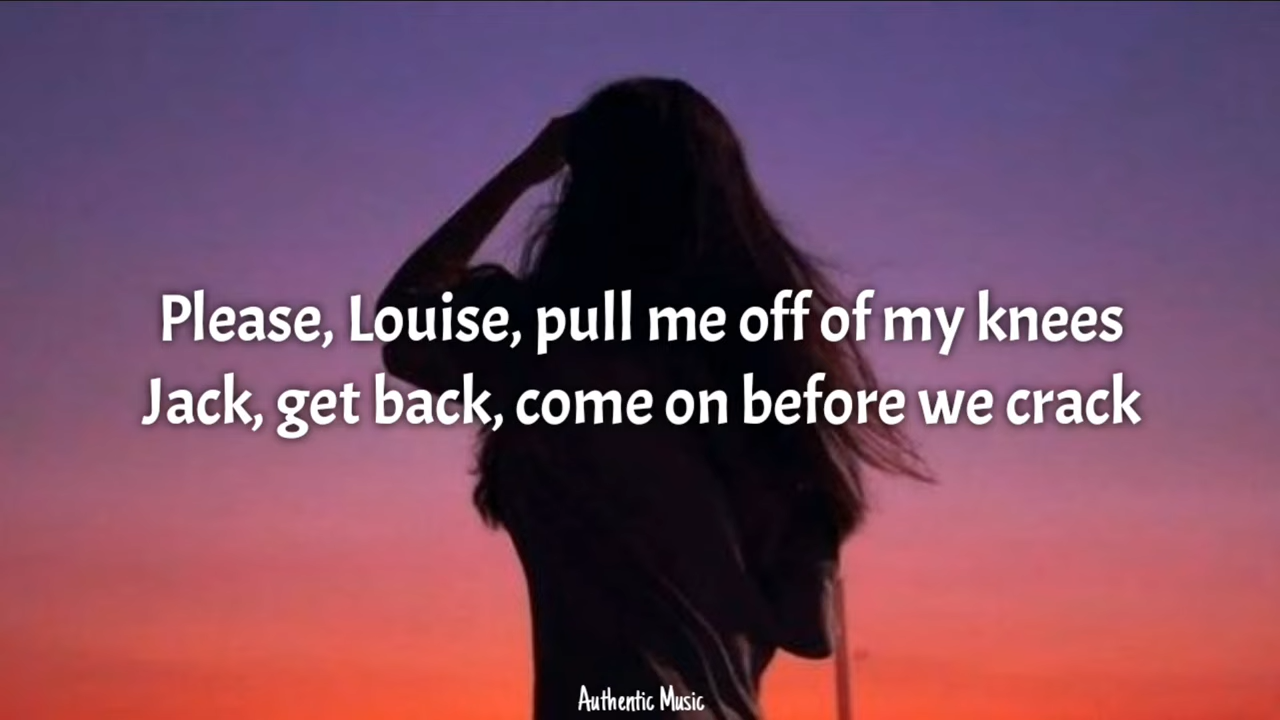 Please, Louise, pull me off of my knees
Jack, get back, come on before we crack
Authentic Music